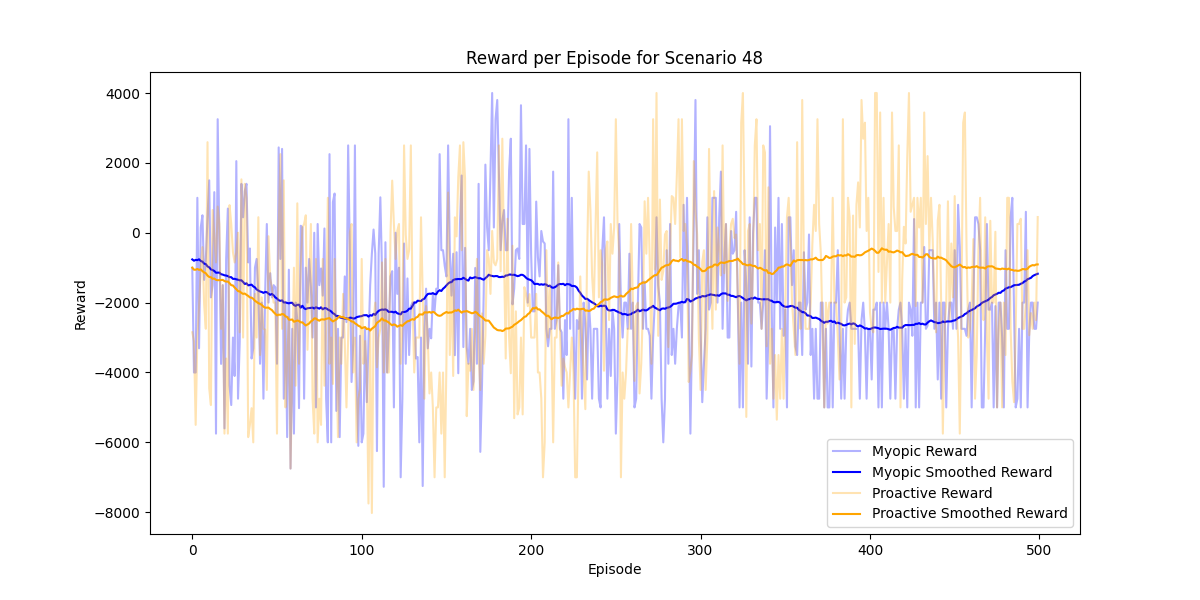 Reward per Episode for Scenario 48
Reward
4000
2000
0
−2000
−4000
−6000
−8000
0 100 200 300 400 500
Episode
Myopic Reward
Myopic Smoothed Reward
Proactive Reward
Proactive Smoothed Reward